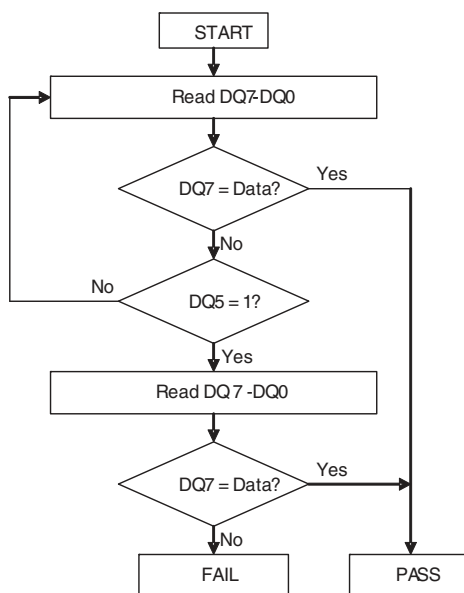 START
Read DQ7-DQ0
DQ7 = Data?
Yes
No
No
DQ5 = 1?
Yes
Read DQ 7 -DQ0
DQ7 = Data?
Yes
No
FAIL
PASS